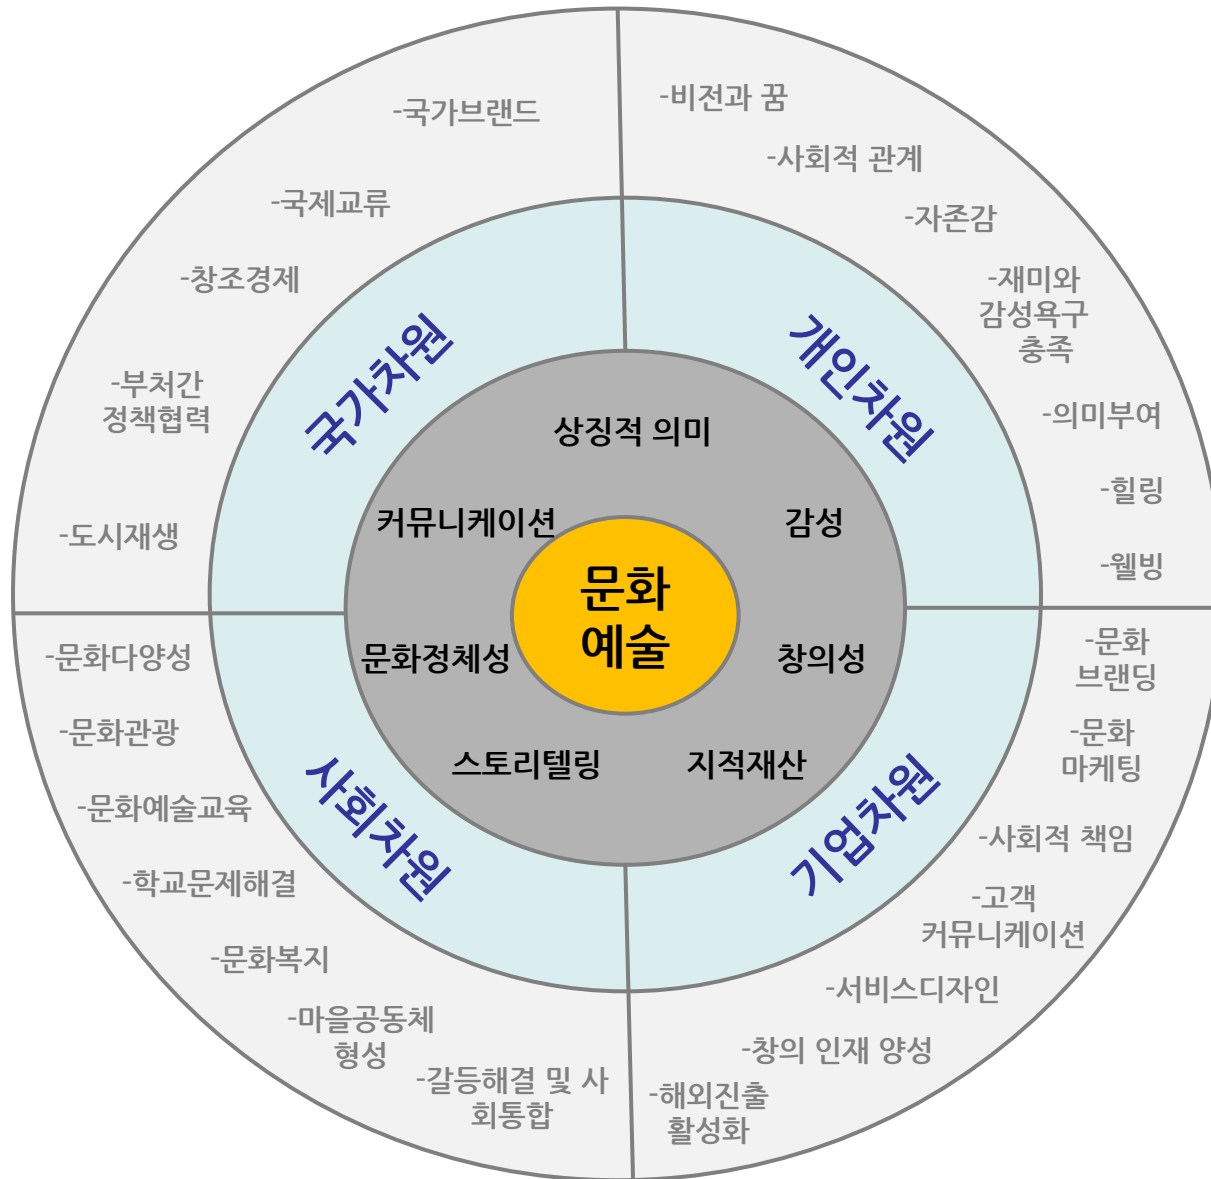 -국가브랜드
-국제교류
-창조경제
-부처간
정책협력
-도시재생
-비전과 꿈
-사회적 관계
-자존감
-재미와
감성욕구
충족
-의미부여
-힐링
-웰빙
국가차원
개인차원
상징적 의미
커뮤니케이션
감성
문화
예술
문화정체성
창의성
스토리텔링
지적재산
사회차원
기업차원
-문화다양성
-문화관광
-문화예술교육
-학교문제해결
-문화복지
-마을공동체
형성
-갈등해결 및 사
회통합
-문화
브랜딩
-문화
마케팅
-사회적 책임
-고객
커뮤니케이션
-서비스디자인
-창의 인재 양성
-해외진출
활성화